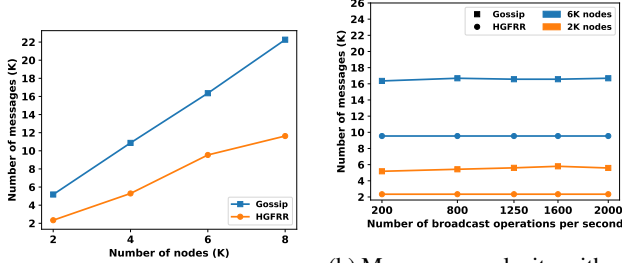 22
20
18
16
14
12
10
8
6
4
2
Number of messages (K)
Gossip
HGFRR
2 4 6 8
Number of nodes (K)
26
24
22
20
18
16
14
12
10
8
6
4
2
Number of messages (K)
Gossip 6K nodes
HGFRR 2K nodes
200 800 1250 1600 2000
Number of broadcast operations per second